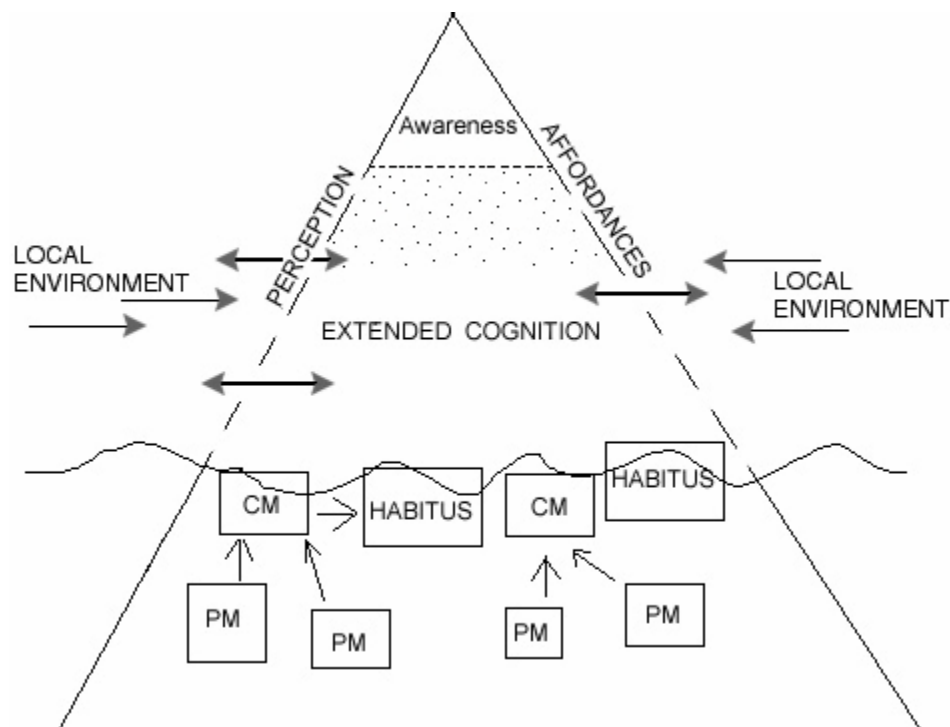 Awareness
PERCEPTION
AFFORDANCES
LOCAL
ENVIRONMENT
LOCAL
ENVIRONMENT
EXTENDED COGNITION
CM
HABITUS
CM
HABITUS
PM
PM
PM
PM